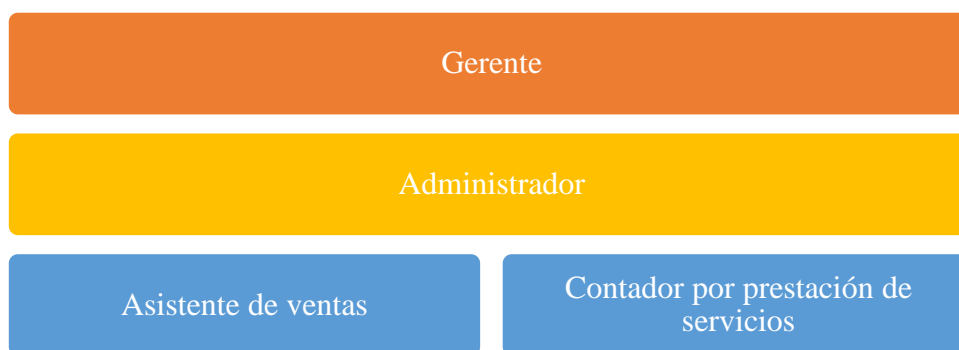 Gerente
Administrador
Asistente de ventas
Contador por prestación de
servicios